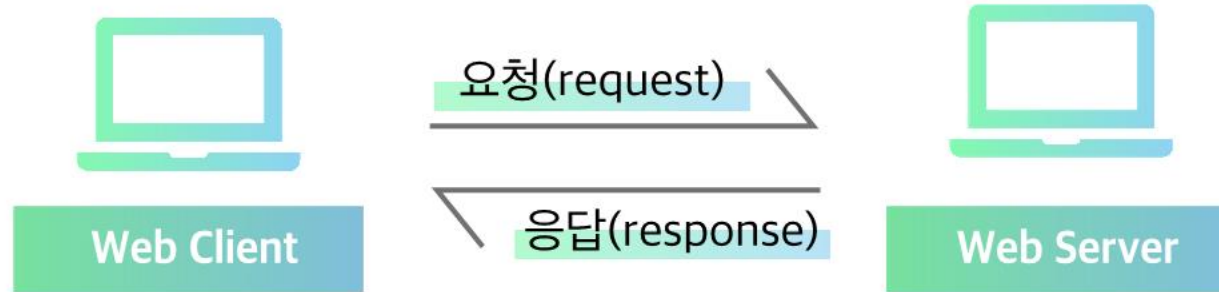 요청(request)
응답(response)
Web Client
Web Server